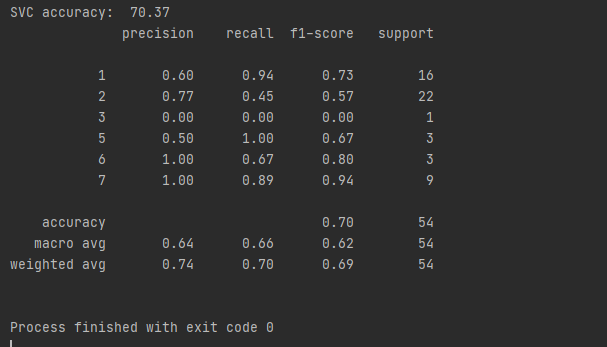 SVC accuracy:  70.37
              precision    recall  f1-score   support
           1       0.60      0.94      0.73        16
           2       0.77      0.45      0.57        22
           3       0.00      0.00      0.00         1
           5       0.50      1.00      0.67         3
           6       1.00      0.67      0.80         3
           7       1.00      0.89      0.94         9
    accuracy                           0.70        54
   macro avg       0.64      0.66      0.62        54
weighted avg       0.74      0.70      0.69        54
Process finished with exit code 0